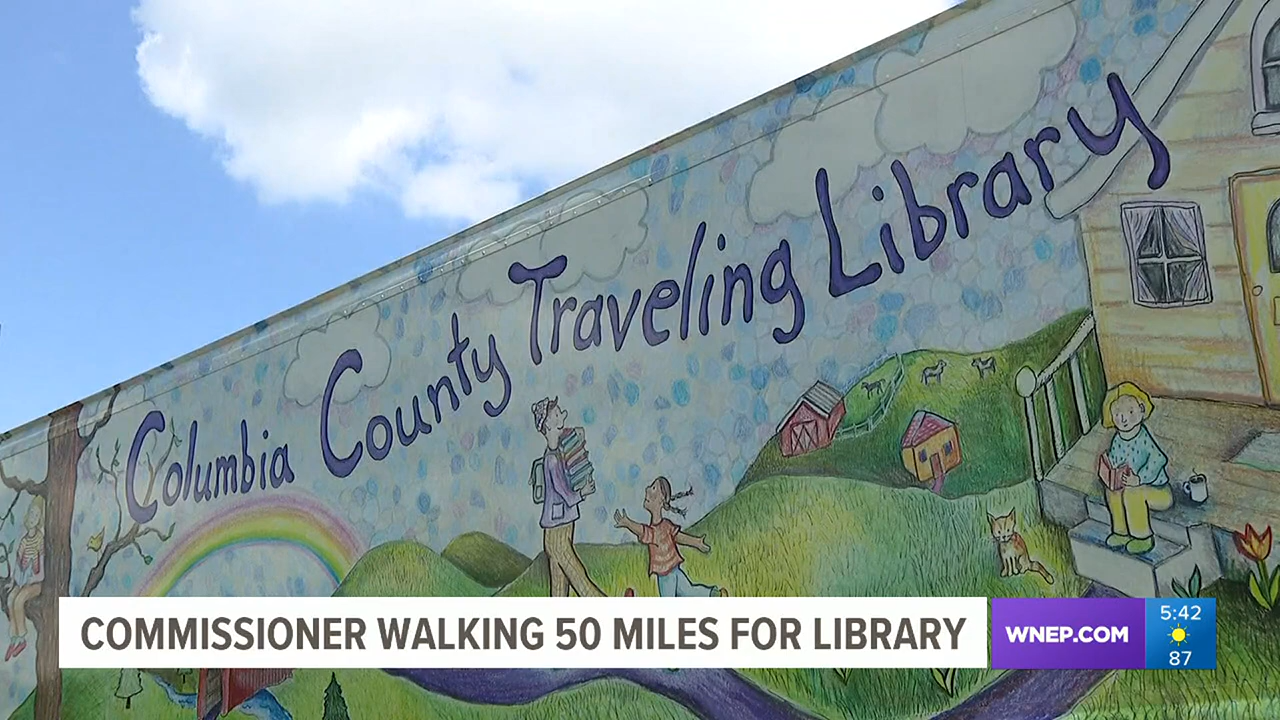 Columbia County Traveling Library
COMMISSIONER WALKING 50 MILES FOR LIBRARY
WNEP.COM
5:42
87